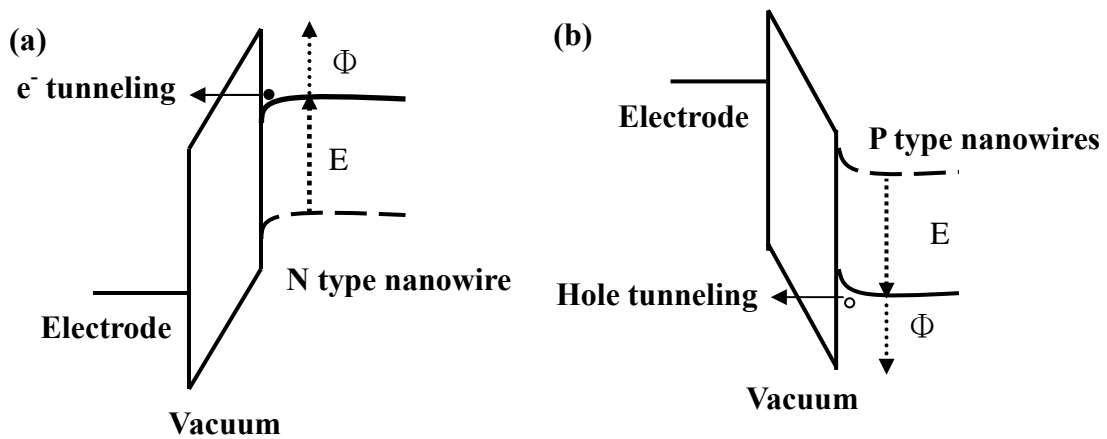 (a)
Φ
e⁻ tunneling
E
N type nanowire
Electrode
Vacuum
(b)
Electrode
P type nanowires
E
Hole tunneling
Φ
Vacuum